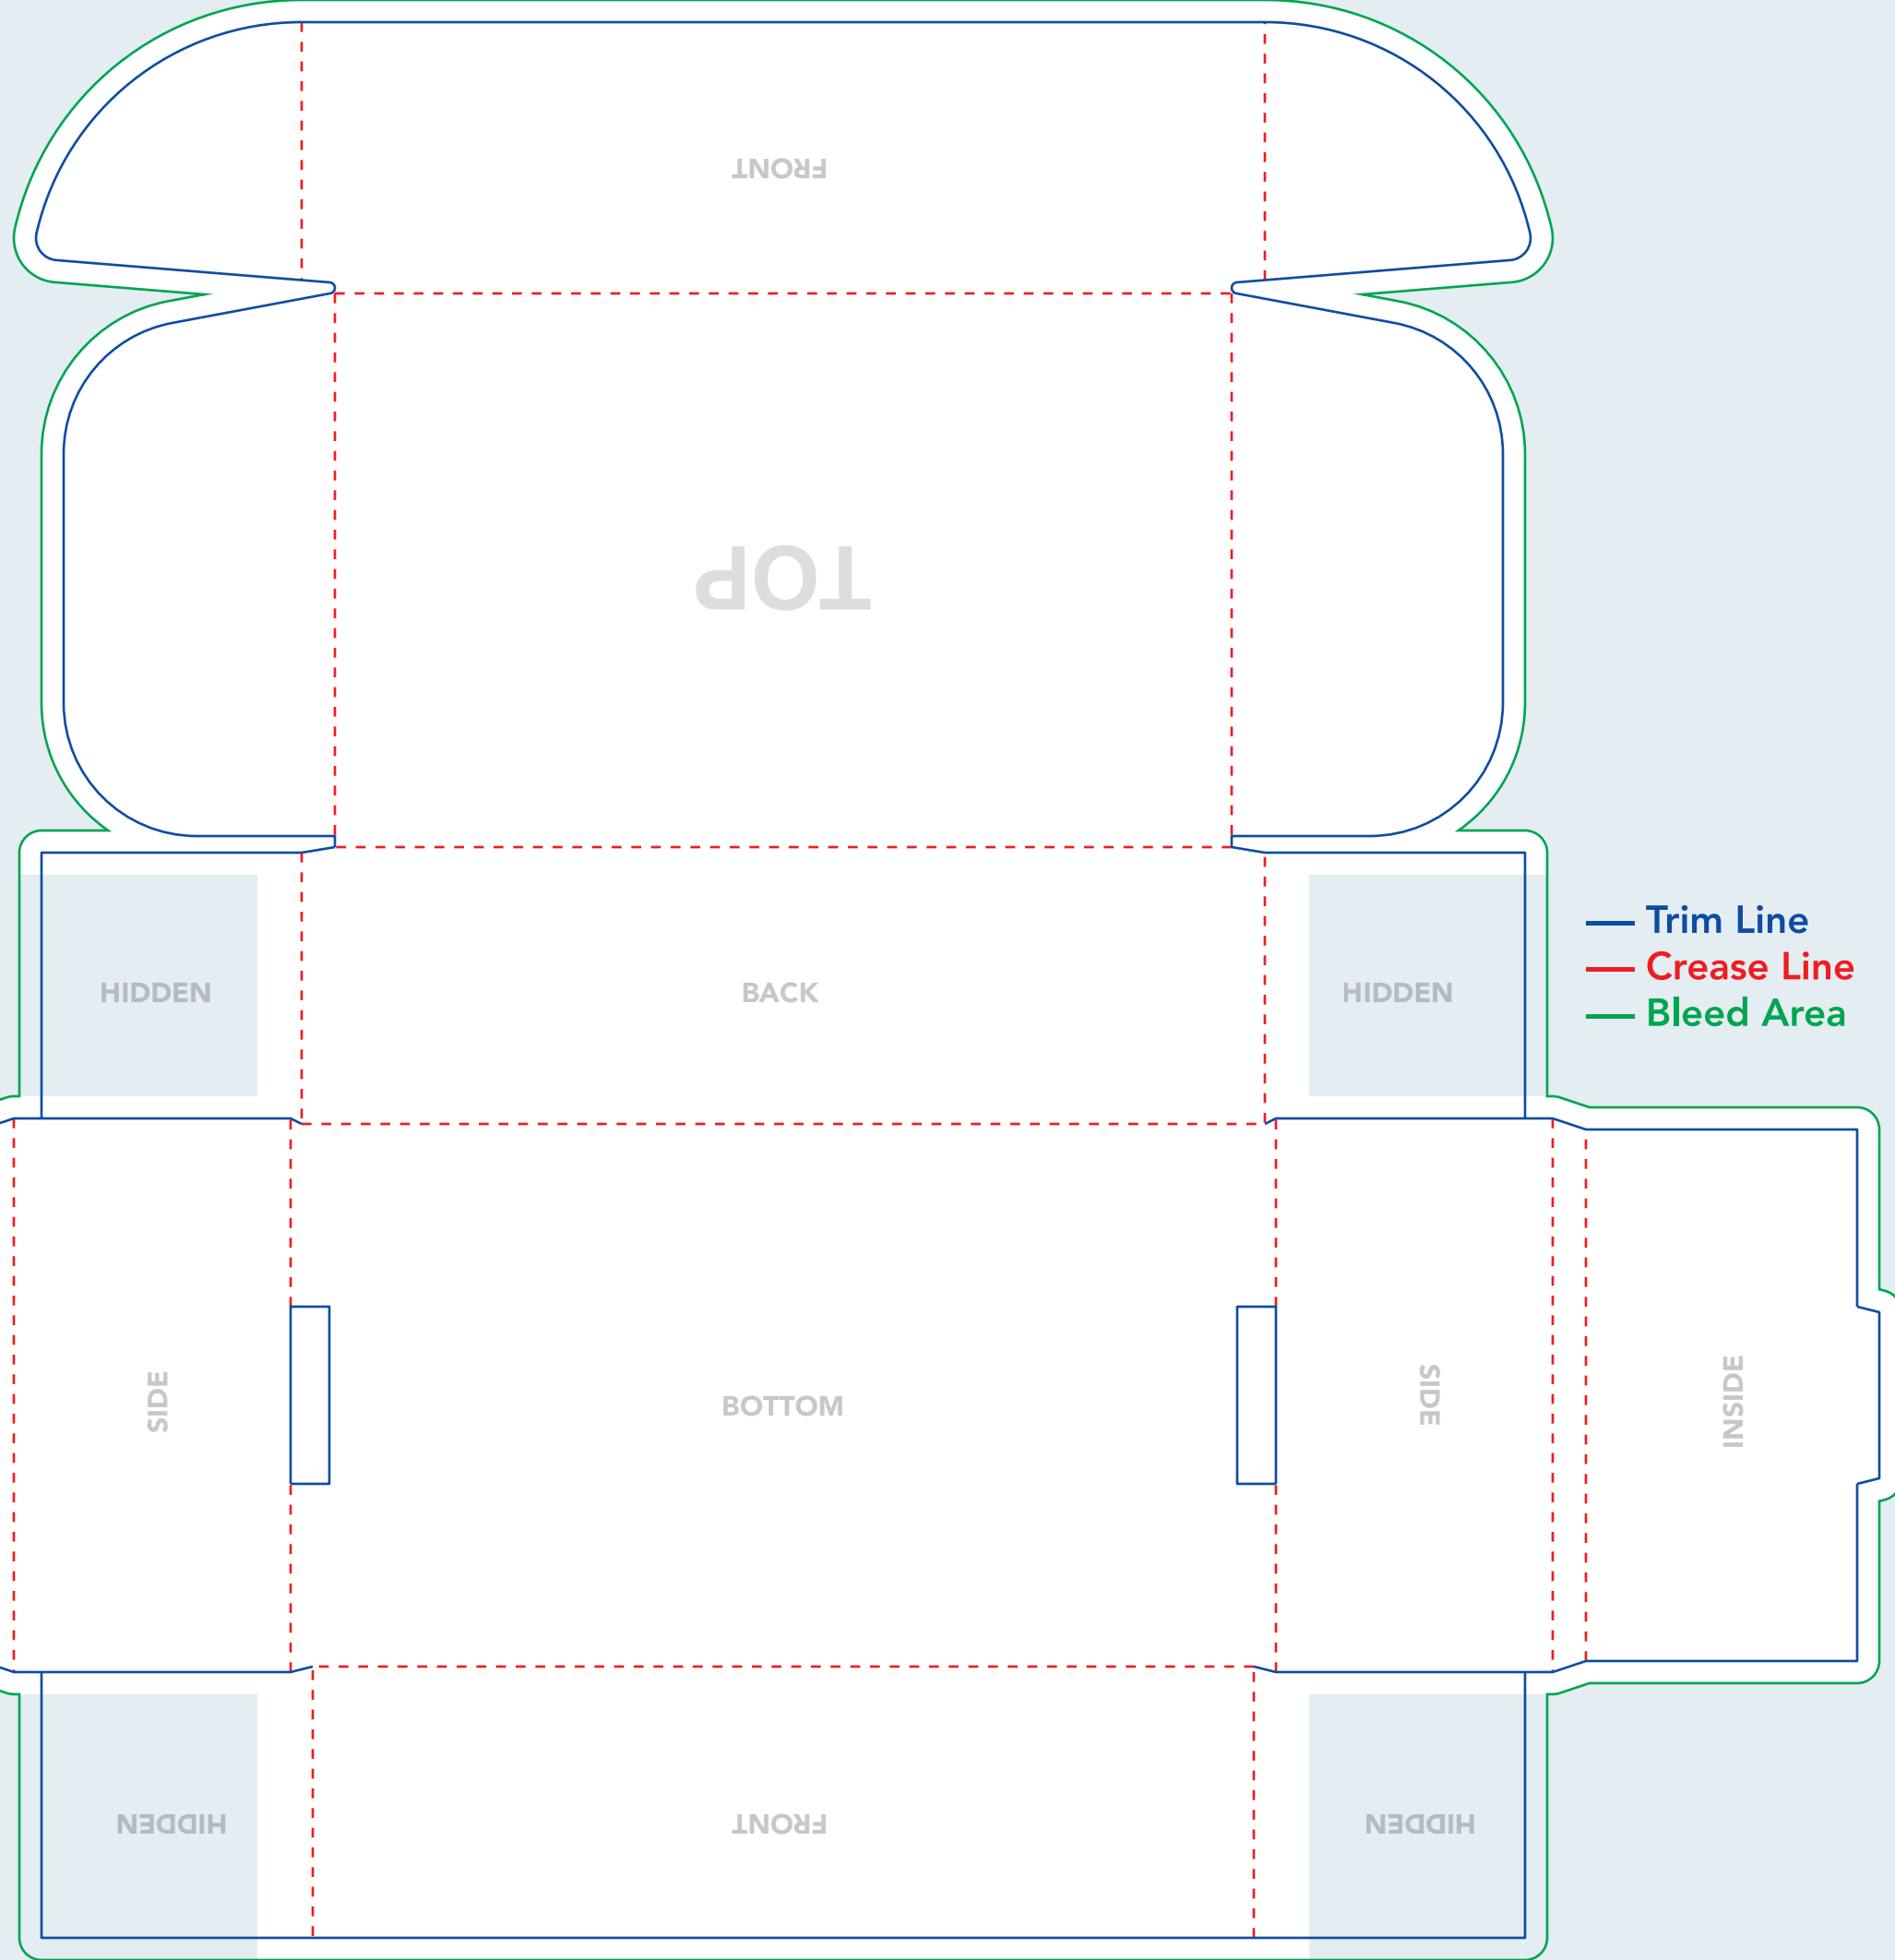 FRONT
TOP
HIDDEN
BACK
HIDDEN
Trim Line
Crease Line
Bleed Area
SIDE
BOTTOM
SIDE
INSIDE
HIDDEN
FRONT
HIDDEN